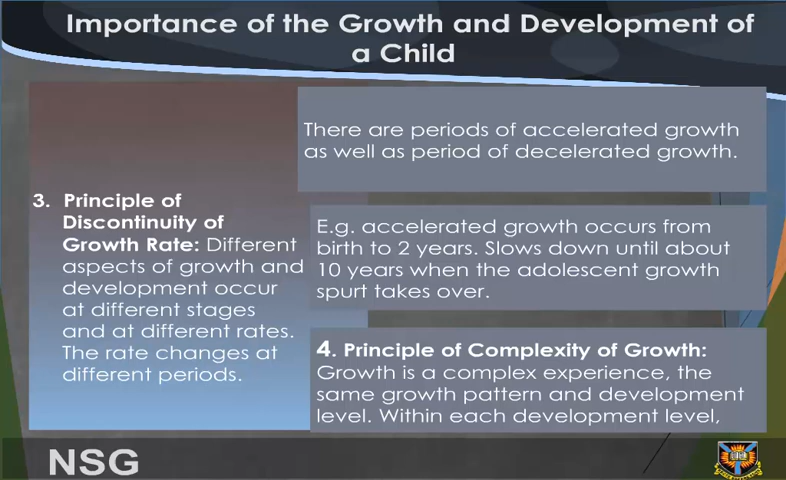 Importance of the Growth and Development of
a Child
3. Principle of
Discontinuity of
Growth Rate: Different
aspects of growth and
development occur
at different stages
and at different rates.
The rate changes at
different periods.
There are periods of accelerated growth
as well as period of decelerated growth.
E.g. accelerated growth occurs from
birth to 2 years. Slows down until about
10 years when the adolescent growth
spurt takes over.
4. Principle of Complexity of Growth:
Growth is a complex experience, the
same growth pattern and development
level. Within each development level,
NSG